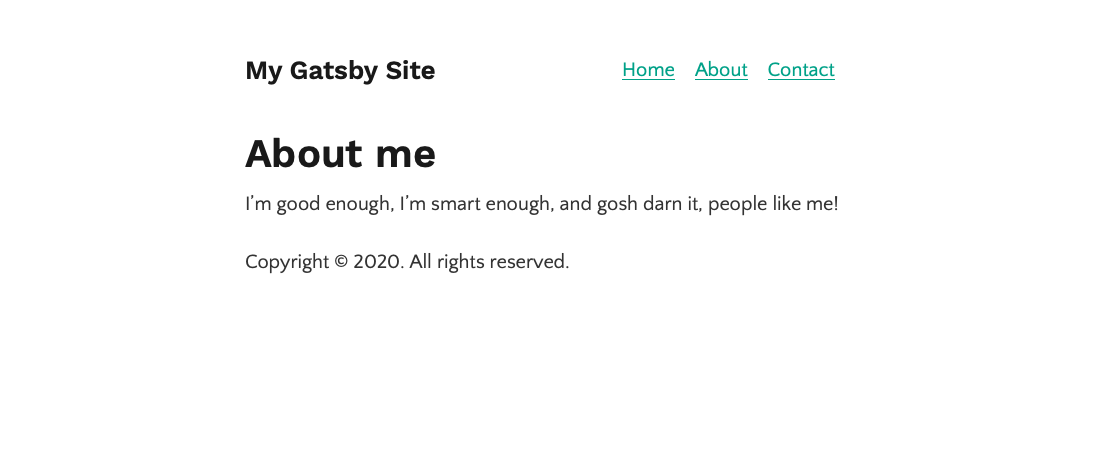 My Gatsby Site Home About Contact
About me
I’m good enough, I’m smart enough, and gosh darn it, people like me!
Copyright © 2020. All rights reserved.